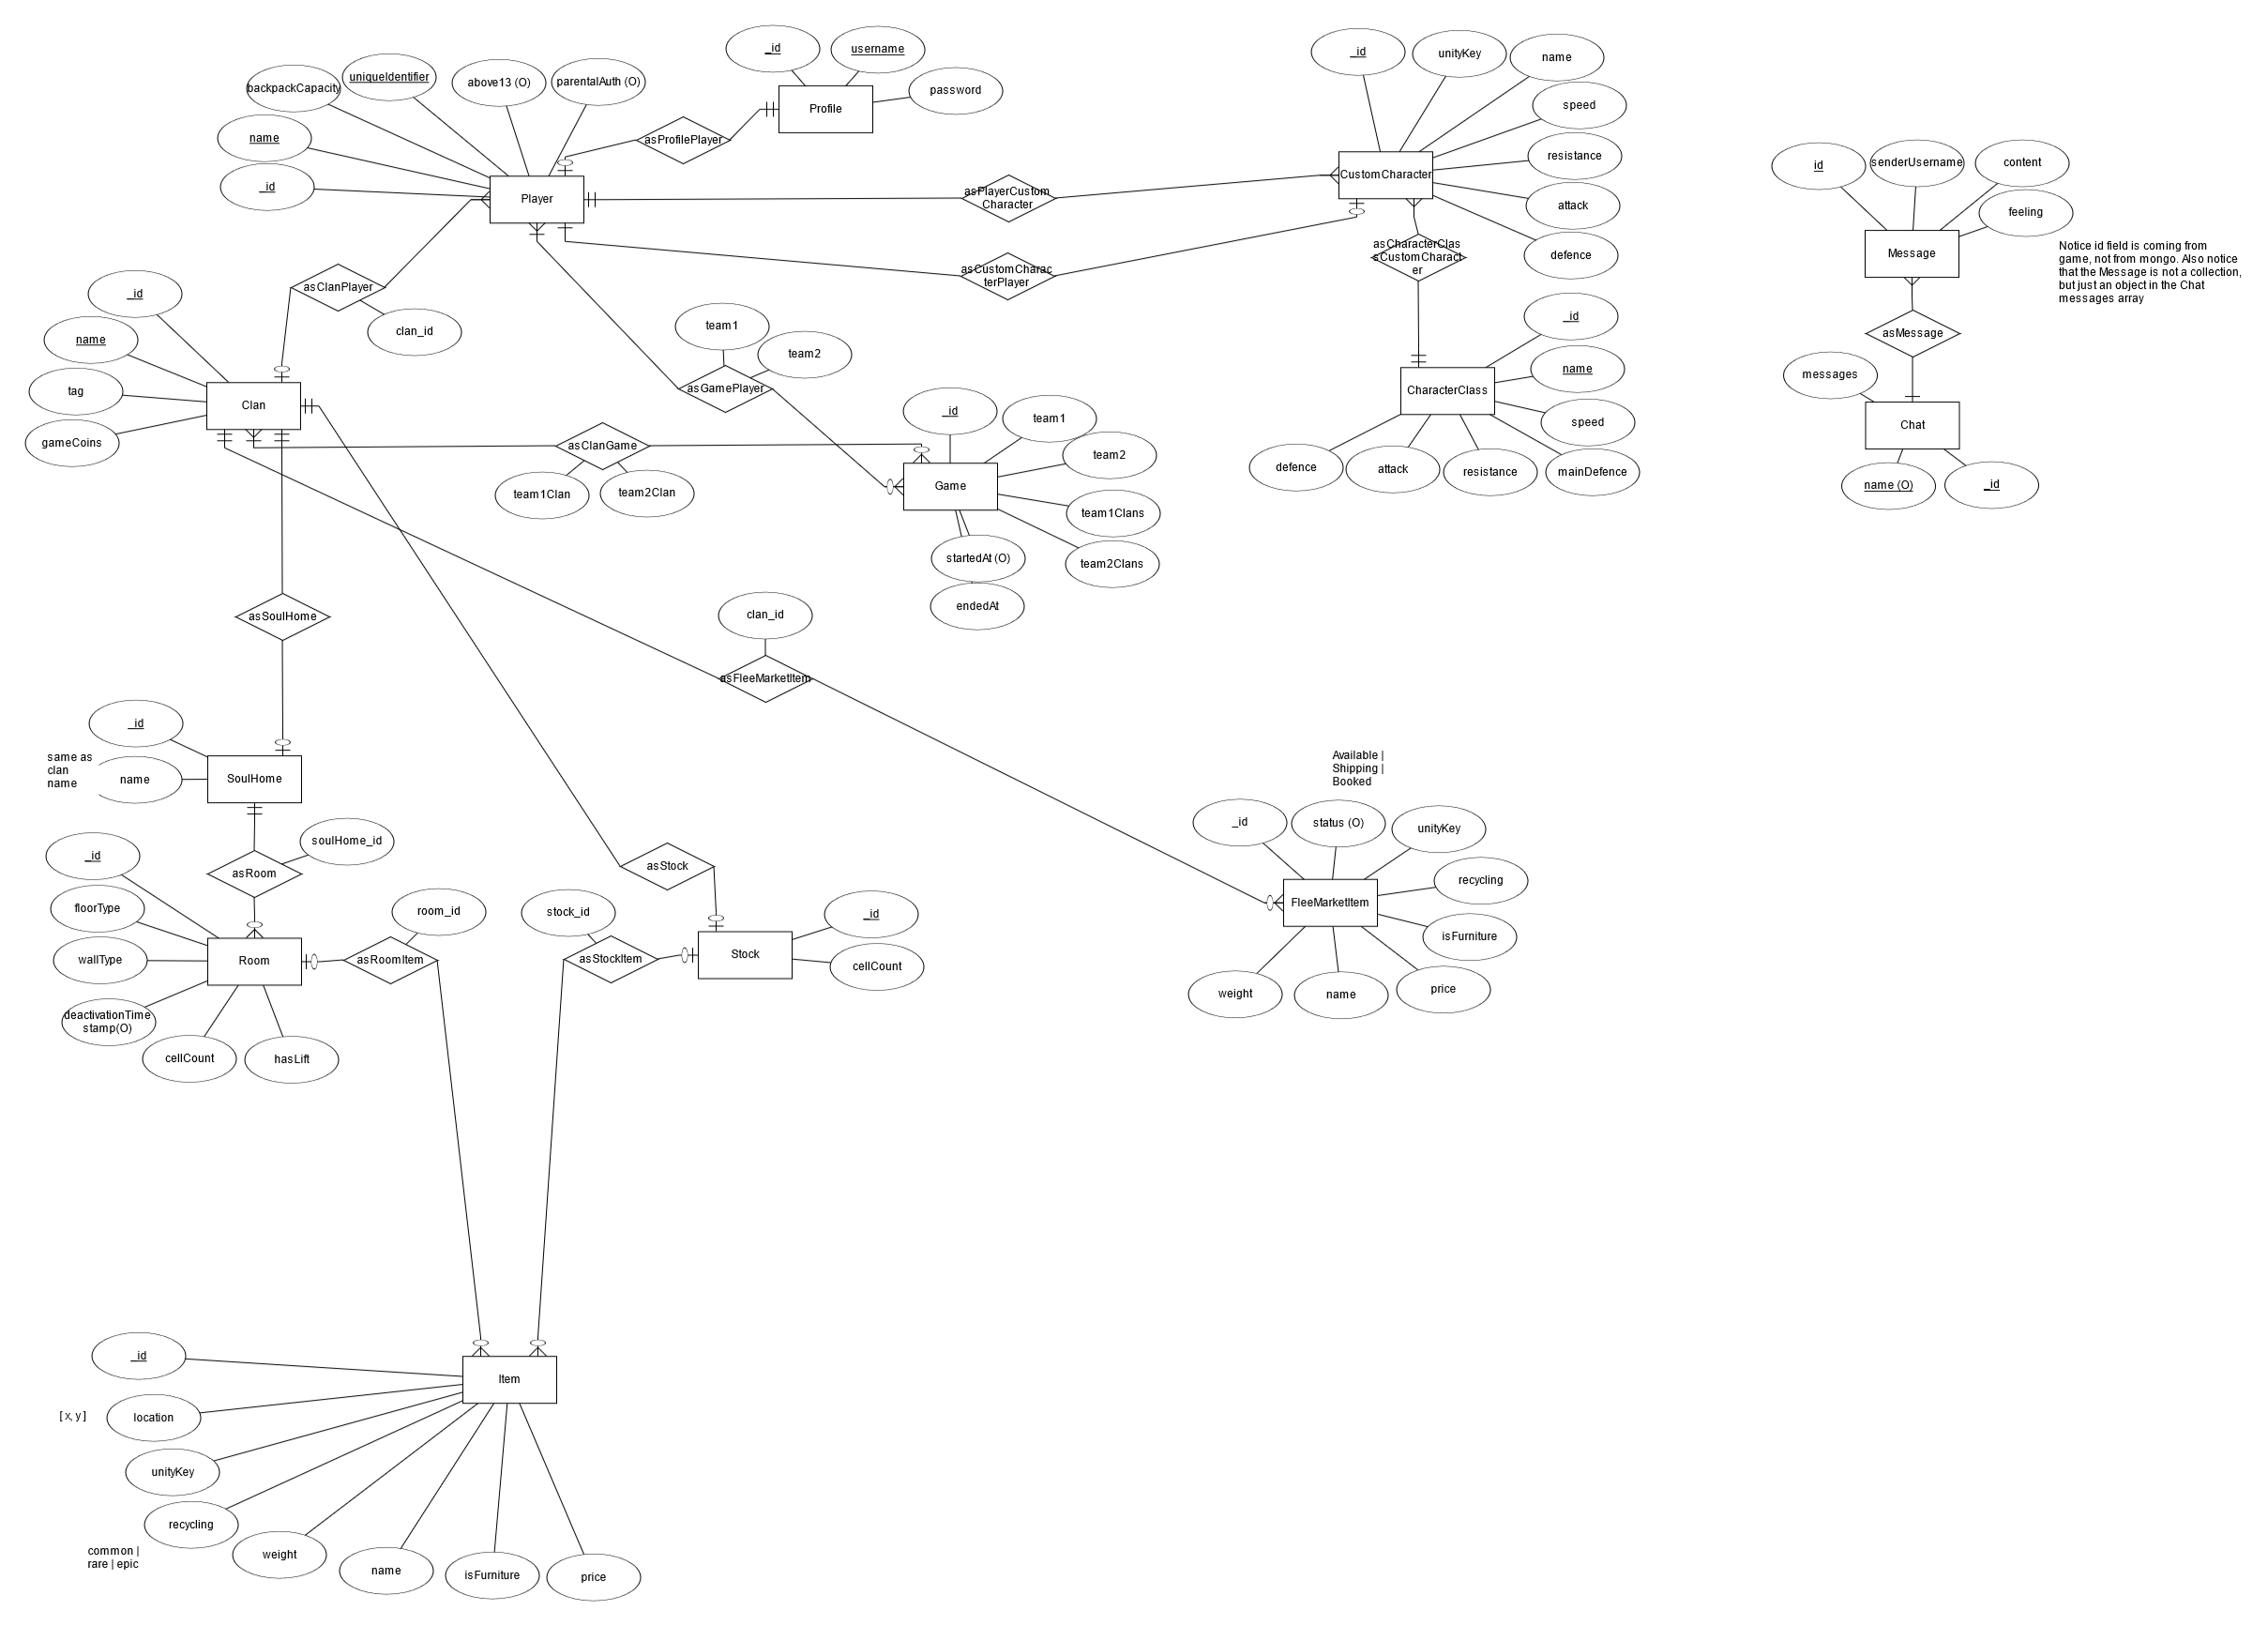 _id
username
password
Profile
uniqueIdentifier
above13 (O)
parentalAuth (O)
backpackCapacity
name
_id
Player
asProfilePlayer
asPlayerCustom
Character
asCustomCharac
terPlayer
_id
unityKey
name
speed
resistance
attack
defence
CustomCharacter
asCharacterClas
sCustomCharact
er
_id
name
speed
mainDefence
resistance
attack
defence
CharacterClass
id
senderUsername
content
feeling
Message
Notice id field is coming from
game, not from mongo. Also notice
that the Message is not a collection,
but just an object in the Chat
messages array
asMessage
messages
Chat
name (O)
_id
asClanPlayer
clan_id
_id
name
tag
gameCoins
Clan
team1
team2
asGamePlayer
asClanGame
team1Clan
team2Clan
_id
team1
team2
team1Clans
team2Clans
startedAt (O)
endedAt
Game
asSoulHome
clan_id
asFleeMarketItem
_id
same as
clan
name
name
SoulHome
soulHome_id
asRoom
_id
floorType
wallType
deactivationTime
stamp(O)
cellCount
hasLift
Room
room_id
asRoomItem
stock_id
asStockItem
asStock
Stock
_id
cellCount
Available |
Shipping |
Booked
_id
status (O)
unityKey
recycling
isFurniture
price
name
weight
FleeMarketItem
Item
_id
[ x, y ]
location
unityKey
recycling
common |
rare | epic
weight
name
isFurniture
price